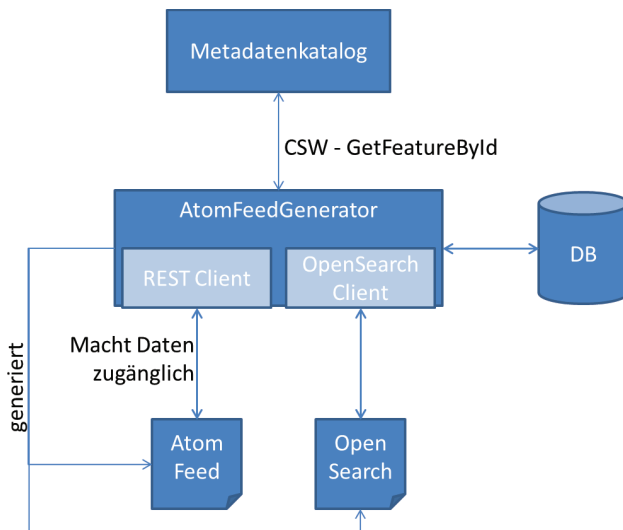 Metadatenkatalog
CSW - GetFeatureById
AtomFeedGenerator
REST Client
OpenSearch
Client
DB
Macht Daten
zugänglich
generiert
Atom
Feed
Open
Search